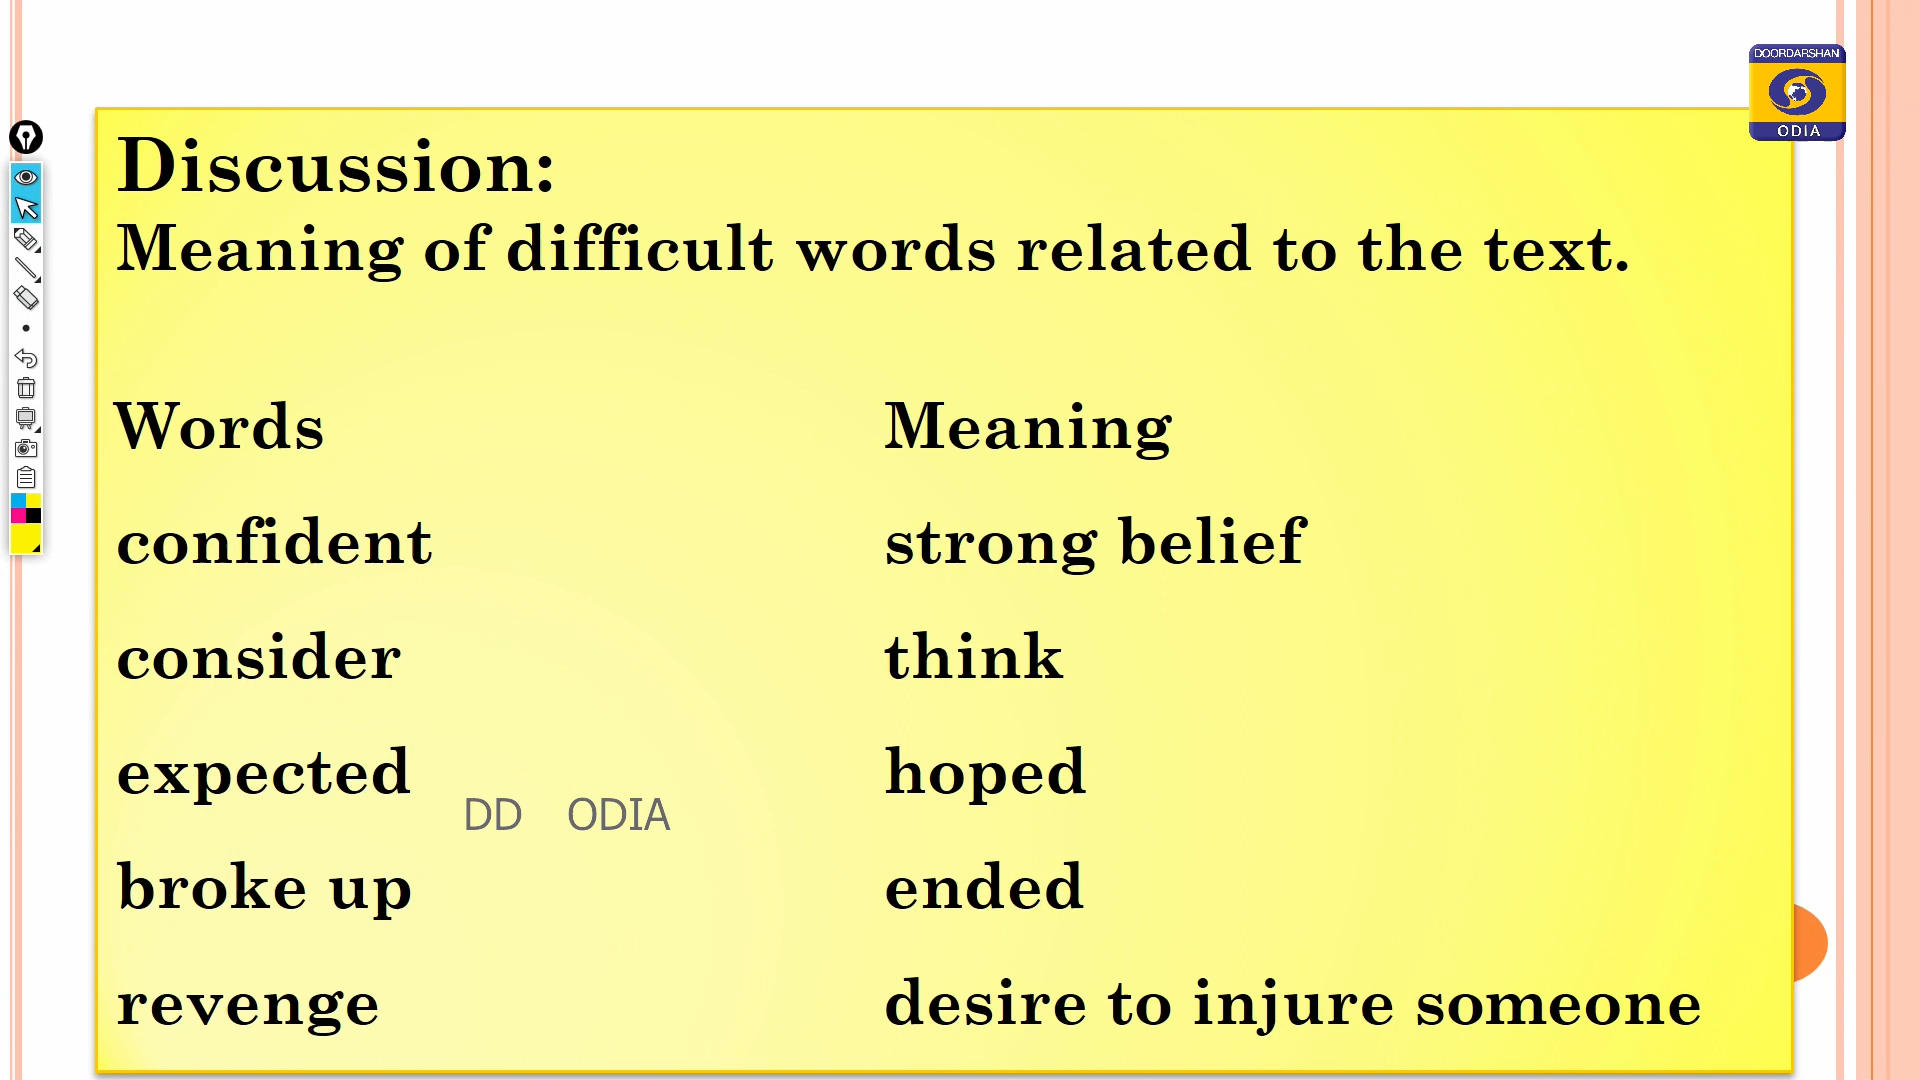 DOORDARSHAN
ODIA
Discussion:
Meaning of difficult words related to the text.
Words Meaning
confident strong belief
consider think
expected hoped
DD ODIA
broke up ended
revenge desire to injure someone